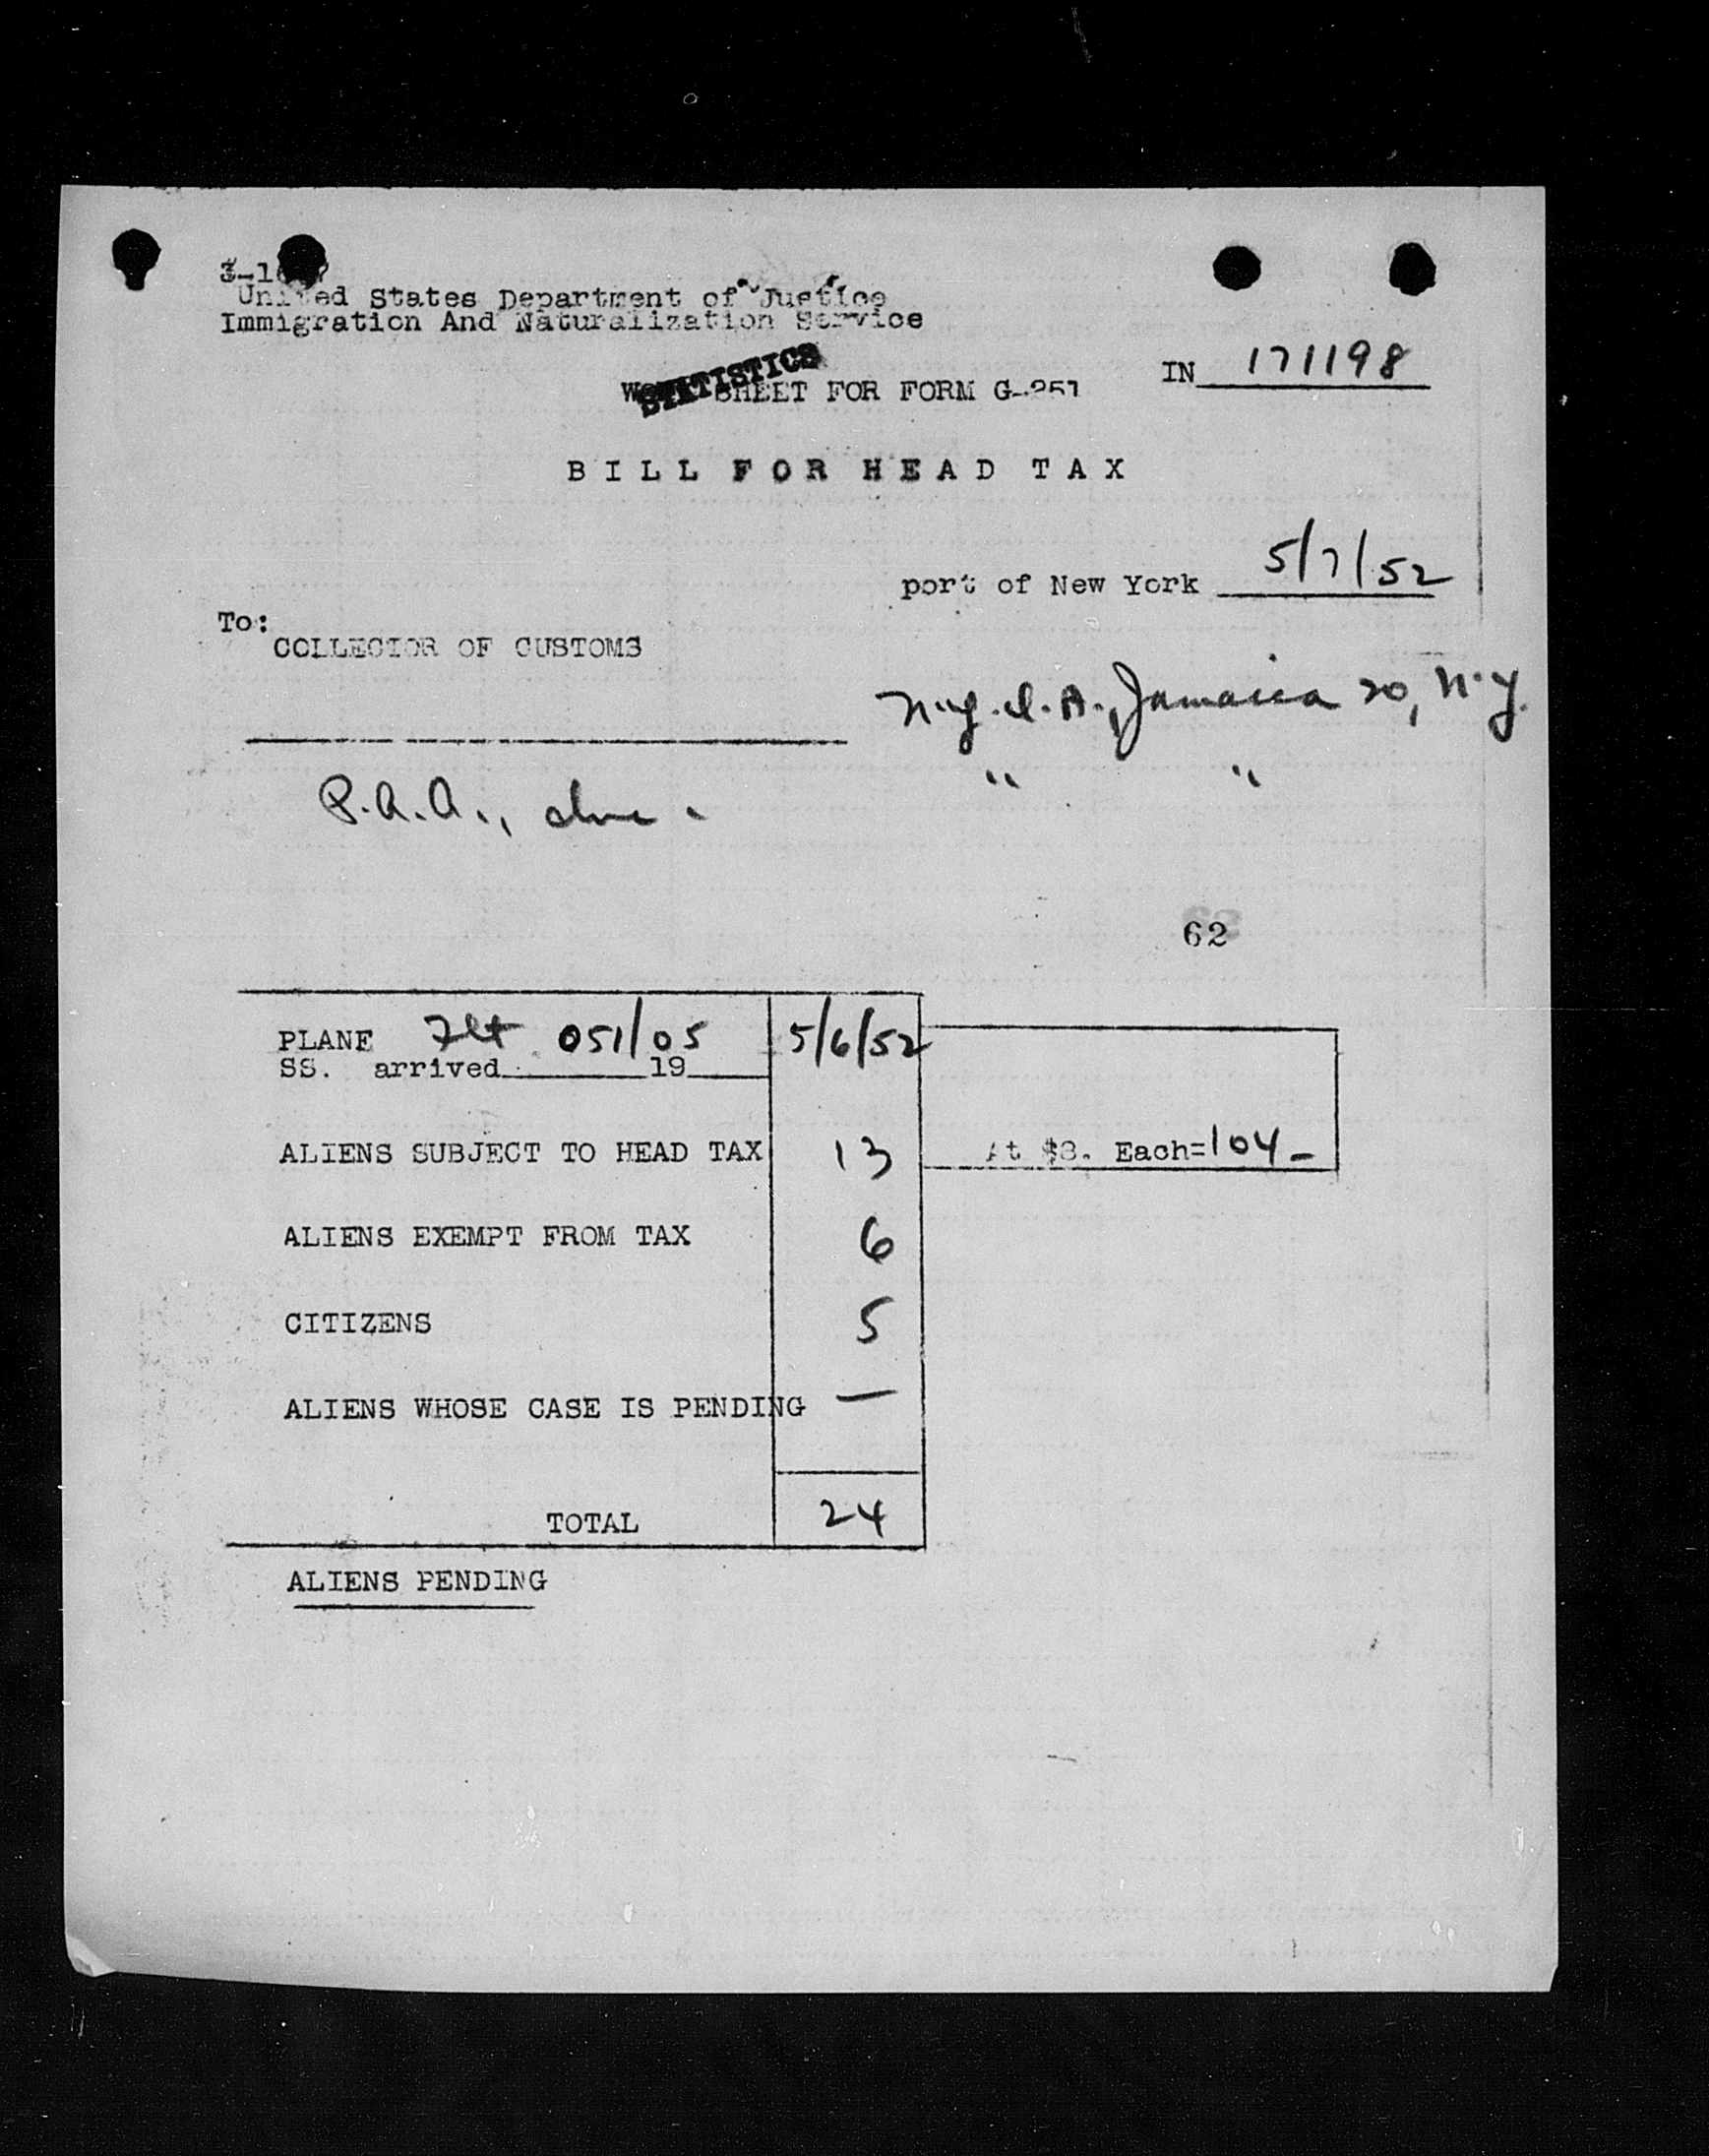 3-1
United States Department of Justice
Immigration And Naturalization Service
STATISTICS
SHEET FOR FORM G-251
IN 171198
BILL FOR HEAD TAX
port of New York 5/7/52
To:
COLLECTOR OF CUSTOMS
N.Y.I.A., Jamaica 20, N.Y.
P.A.A., " "
62
PLANE Flt 051/05 5/6/52
SS. arrived 19
ALIENS SUBJECT TO HEAD TAX 13 At $8. Each=104-
ALIENS EXEMPT FROM TAX 6
CITIZENS 5
ALIENS WHOSE CASE IS PENDING —
TOTAL 24
ALIENS PENDING